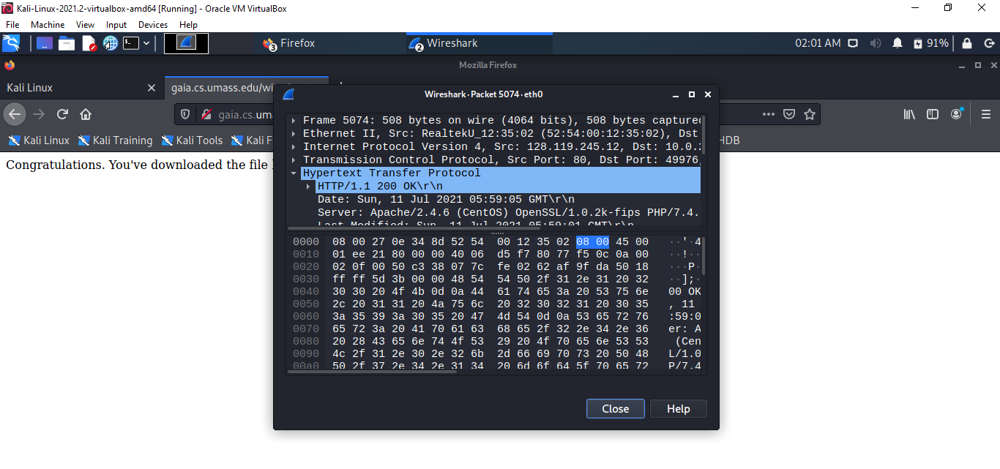 Kali-Linux-2021.2-virtualbox-amd64 [Running] - Oracle VM VirtualBox
File Machine View Input Devices Help
3 Firefox
2 Wireshark
02:01 AM 91%
Mozilla Firefox
Kali Linux
gaia.cs.umass.edu/wi
gaia.cs.um
Kali Linux Kali Training Kali Tools Kali F HDB
Congratulations. You've downloaded the file
Wireshark · Packet 5074 · eth0
Frame 5074: 508 bytes on wire (4064 bits), 508 bytes capture
Ethernet II, Src: RealtekU_12:35:02 (52:54:00:12:35:02), Dst
Internet Protocol Version 4, Src: 128.119.245.12, Dst: 10.0.
Transmission Control Protocol, Src Port: 80, Dst Port: 49976,
Hypertext Transfer Protocol
HTTP/1.1 200 OK\r\n
Date: Sun, 11 Jul 2021 05:59:05 GMT\r\n
Server: Apache/2.4.6 (CentOS) OpenSSL/1.0.2k-fips PHP/7.4.
Last-Modified: Sun, 11 Jul 2021 05:59:01 GMT\r\n
0000 08 00 27 0e 34 8d 52 54 00 12 35 02 08 00 45 00 ··'·4
0010 01 ee 21 80 00 00 40 06 d5 f7 80 77 f5 0c 0a 00 ··!··
0020 02 0f 00 50 c3 38 07 7c fe 02 62 af 9f da 50 18 ···P·
0030 ff ff 5d 3b 00 00 48 54 54 50 2f 31 2e 31 20 32 ··];·
0040 30 30 20 4f 4b 0d 0a 44 61 74 65 3a 20 53 75 6e 00 OK
0050 2c 20 31 31 20 4a 75 6c 20 32 30 32 31 20 30 35 , 11
0060 3a 35 39 3a 30 35 20 47 4d 54 0d 0a 53 65 72 76 :59:0
0070 65 72 3a 20 41 70 61 63 68 65 2f 32 2e 34 2e 36 er: A
0080 20 28 43 65 6e 74 4f 53 29 20 4f 70 65 6e 53 53 (Cen
0090 4c 2f 31 2e 30 2e 32 6b 2d 66 69 70 73 20 50 48 L/1.0
00a0 50 2f 37 2e 34 2e 31 34 20 6d 6f 64 5f 70 65 72 P/7.4
Close
Help